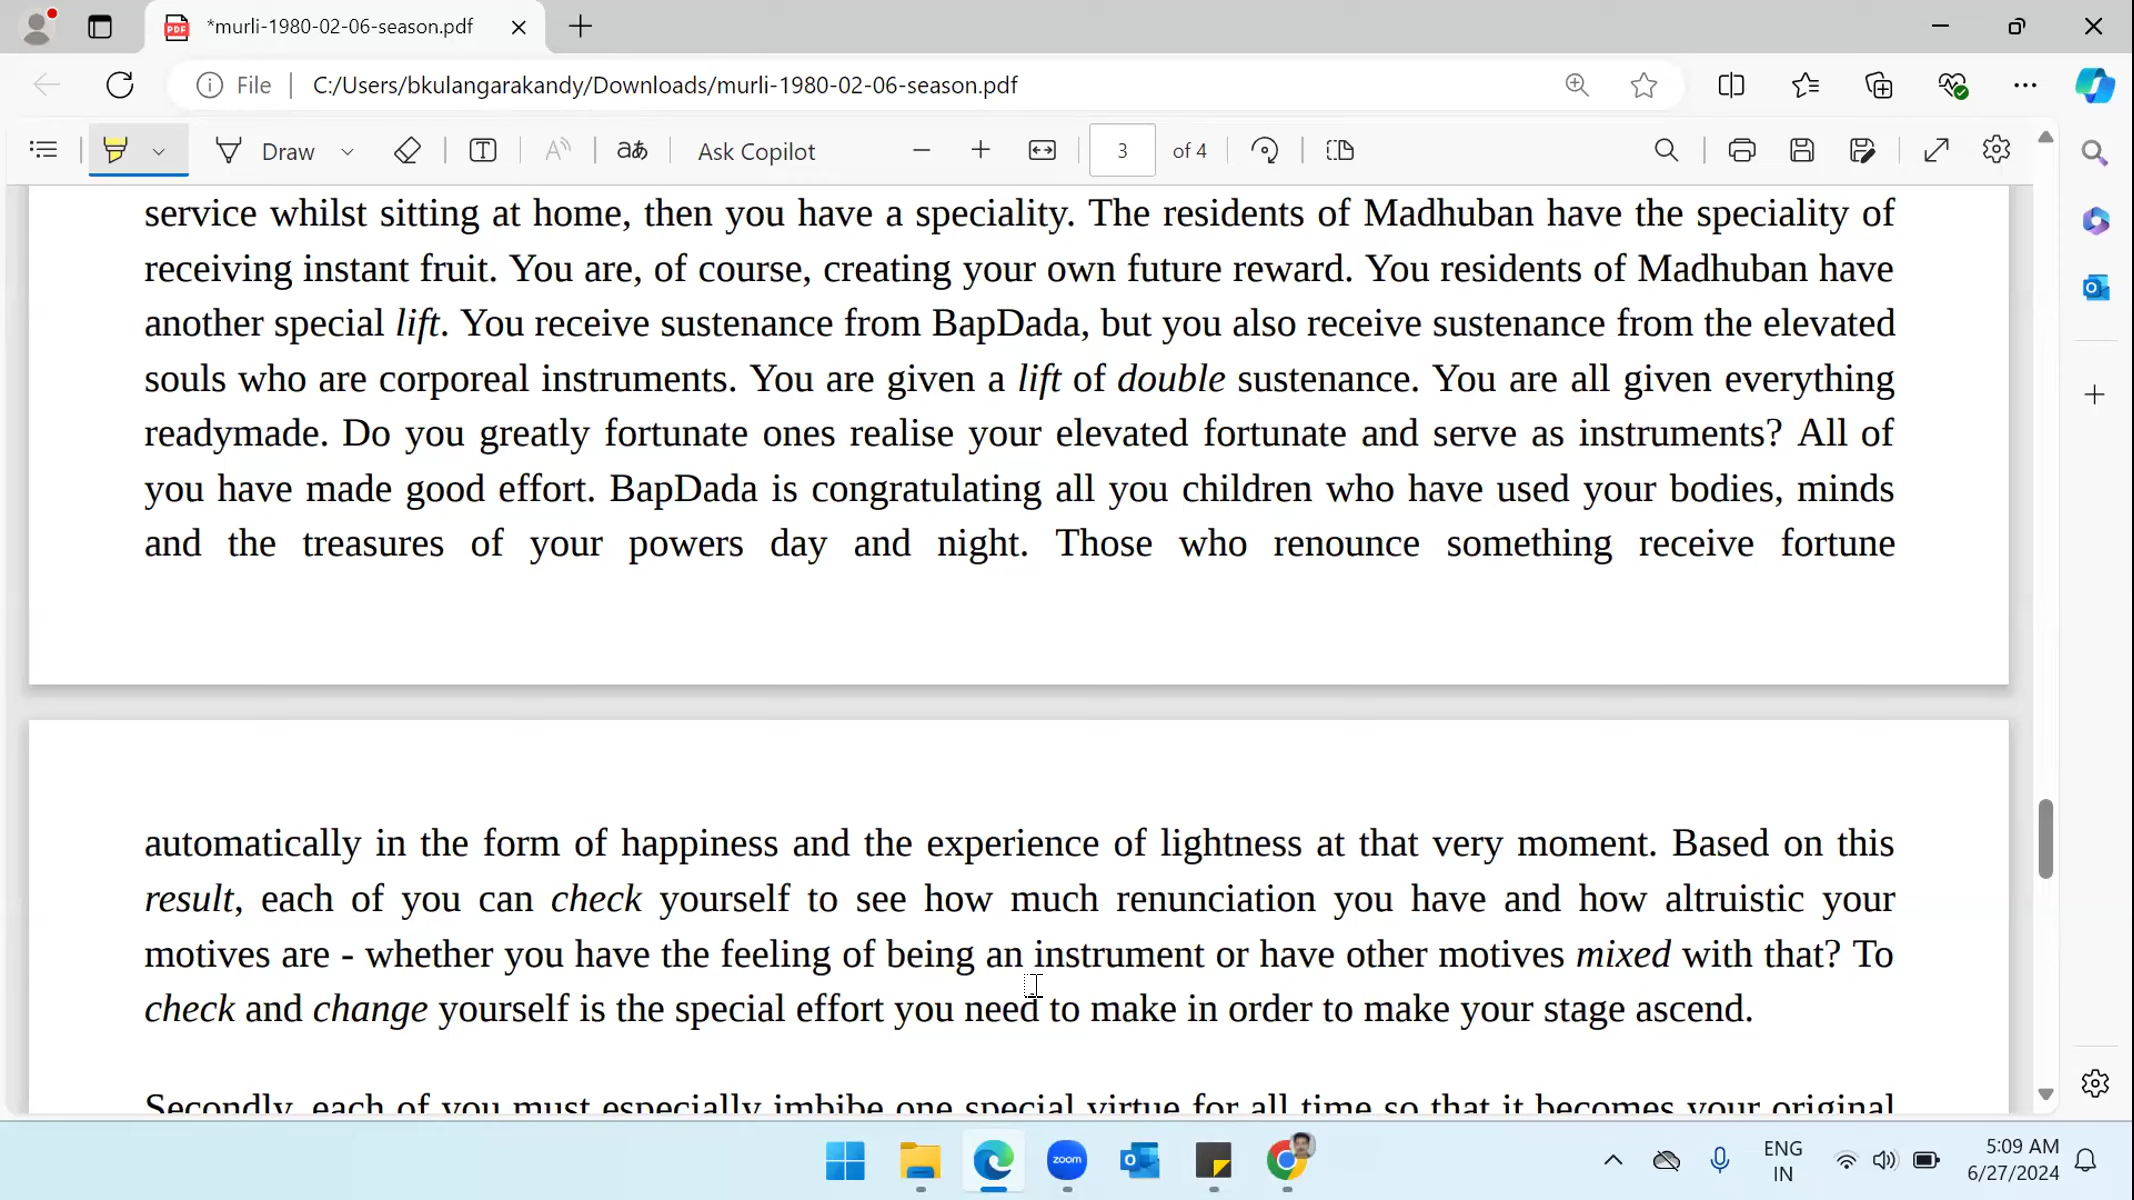 *murli-1980-02-06-season.pdf
File
C:/Users/bkulangarakandy/Downloads/murli-1980-02-06-season.pdf
Draw
aあ
Ask Copilot
3
of 4
service whilst sitting at home, then you have a speciality. The residents of Madhuban have the speciality of
receiving instant fruit. You are, of course, creating your own future reward. You residents of Madhuban have
another special lift. You receive sustenance from BapDada, but you also receive sustenance from the elevated
souls who are corporeal instruments. You are given a lift of double sustenance. You are all given everything
readymade. Do you greatly fortunate ones realise your elevated fortunate and serve as instruments? All of
you have made good effort. BapDada is congratulating all you children who have used your bodies, minds
and the treasures of your powers day and night. Those who renounce something receive fortune
automatically in the form of happiness and the experience of lightness at that very moment. Based on this
result, each of you can check yourself to see how much renunciation you have and how altruistic your
motives are - whether you have the feeling of being an instrument or have other motives mixed with that? To
check and change yourself is the special effort you need to make in order to make your stage ascend.
Secondly, each of you must especially imbibe one special virtue for all time so that it becomes your original
zoom
ENG
IN
5:09 AM
6/27/2024